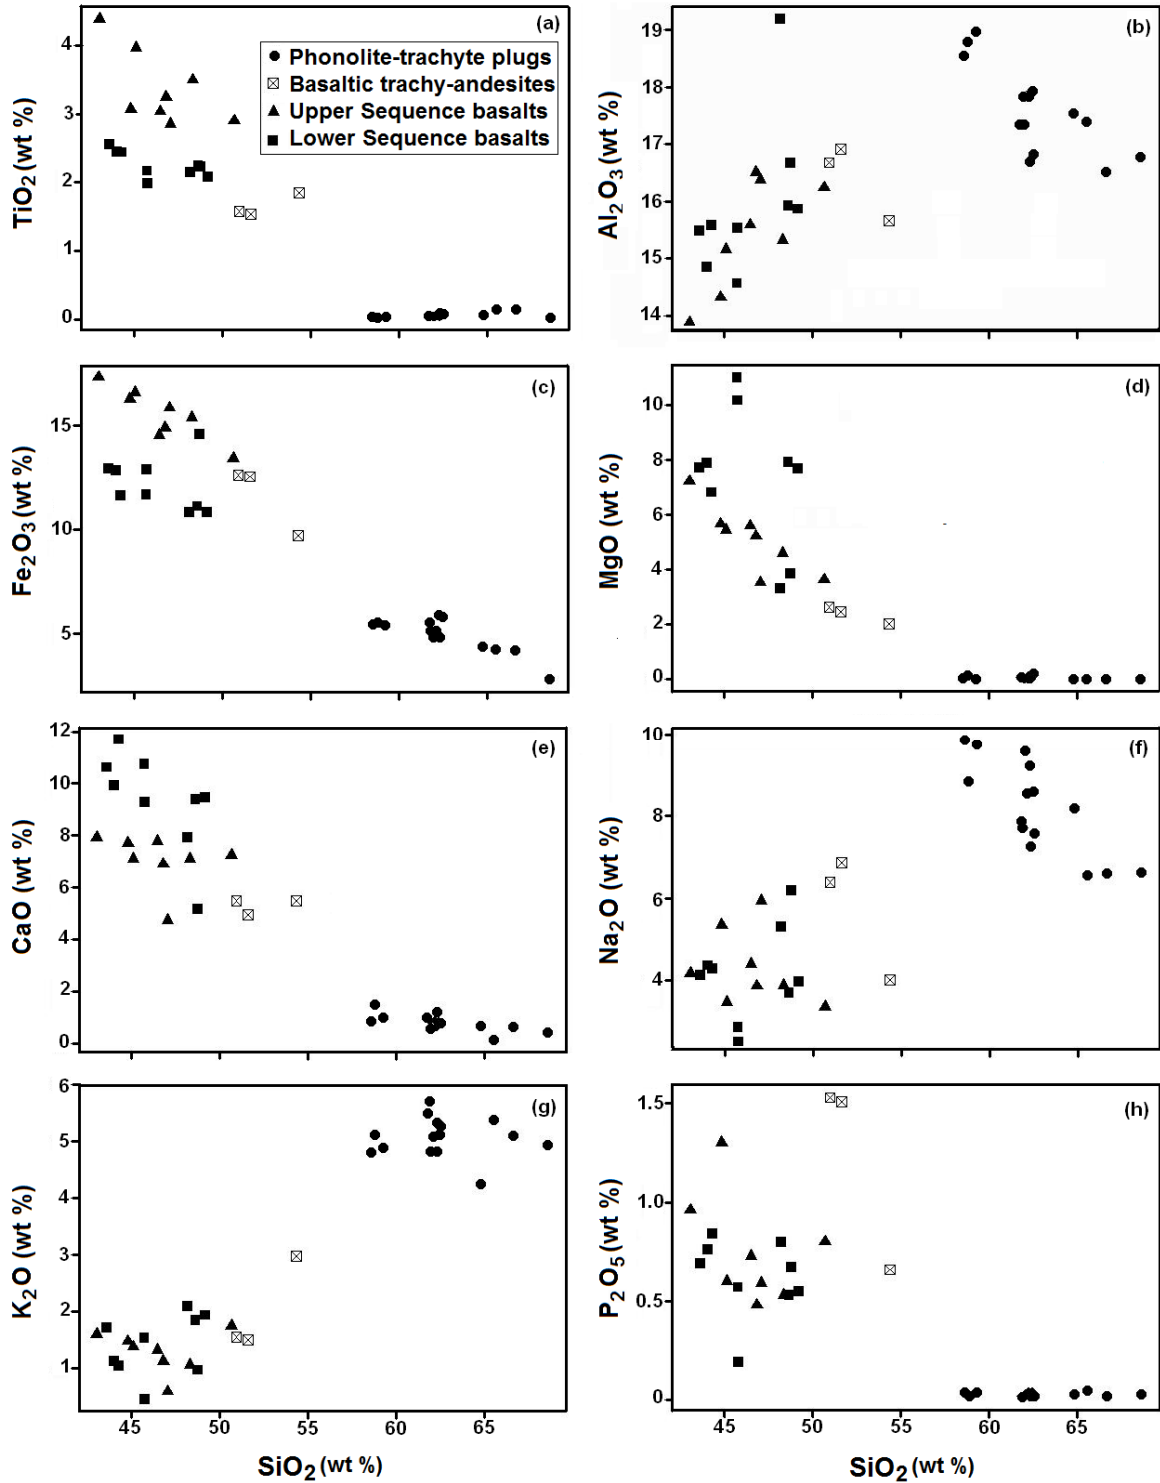 (a)
Phonolite-trachyte plugs
Basaltic trachy-andesites
Upper Sequence basalts
Lower Sequence basalts
TiO2 (wt %)
4
3
2
1
0
(b)
Al2O3 (wt %)
19
18
17
16
15
14
(c)
Fe2O3 (wt %)
15
10
5
(d)
MgO (wt %)
10
8
6
4
2
0
(e)
CaO (wt %)
12
10
8
6
4
2
0
(f)
Na2O (wt %)
10
8
6
4
(g)
K2O (wt %)
6
5
4
3
2
1
45 50 55 60 65
SiO2 (wt %)
(h)
P2O5 (wt %)
1.5
1.0
0.5
0
45 50 55 60 65
SiO2 (wt %)